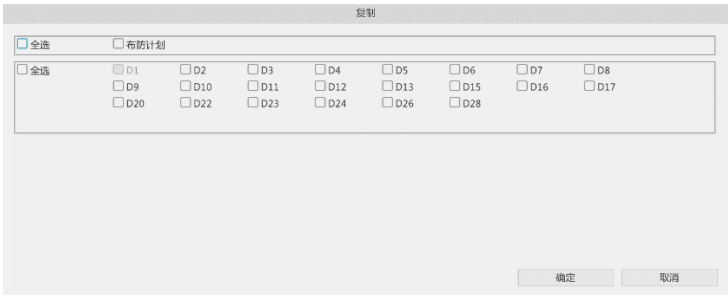 复制
全选 布防计划
全选 D1 D2 D3 D4 D5 D6 D7 D8
D9 D10 D11 D12 D13 D15 D16 D17
D20 D22 D23 D24 D26 D28
确定 取消